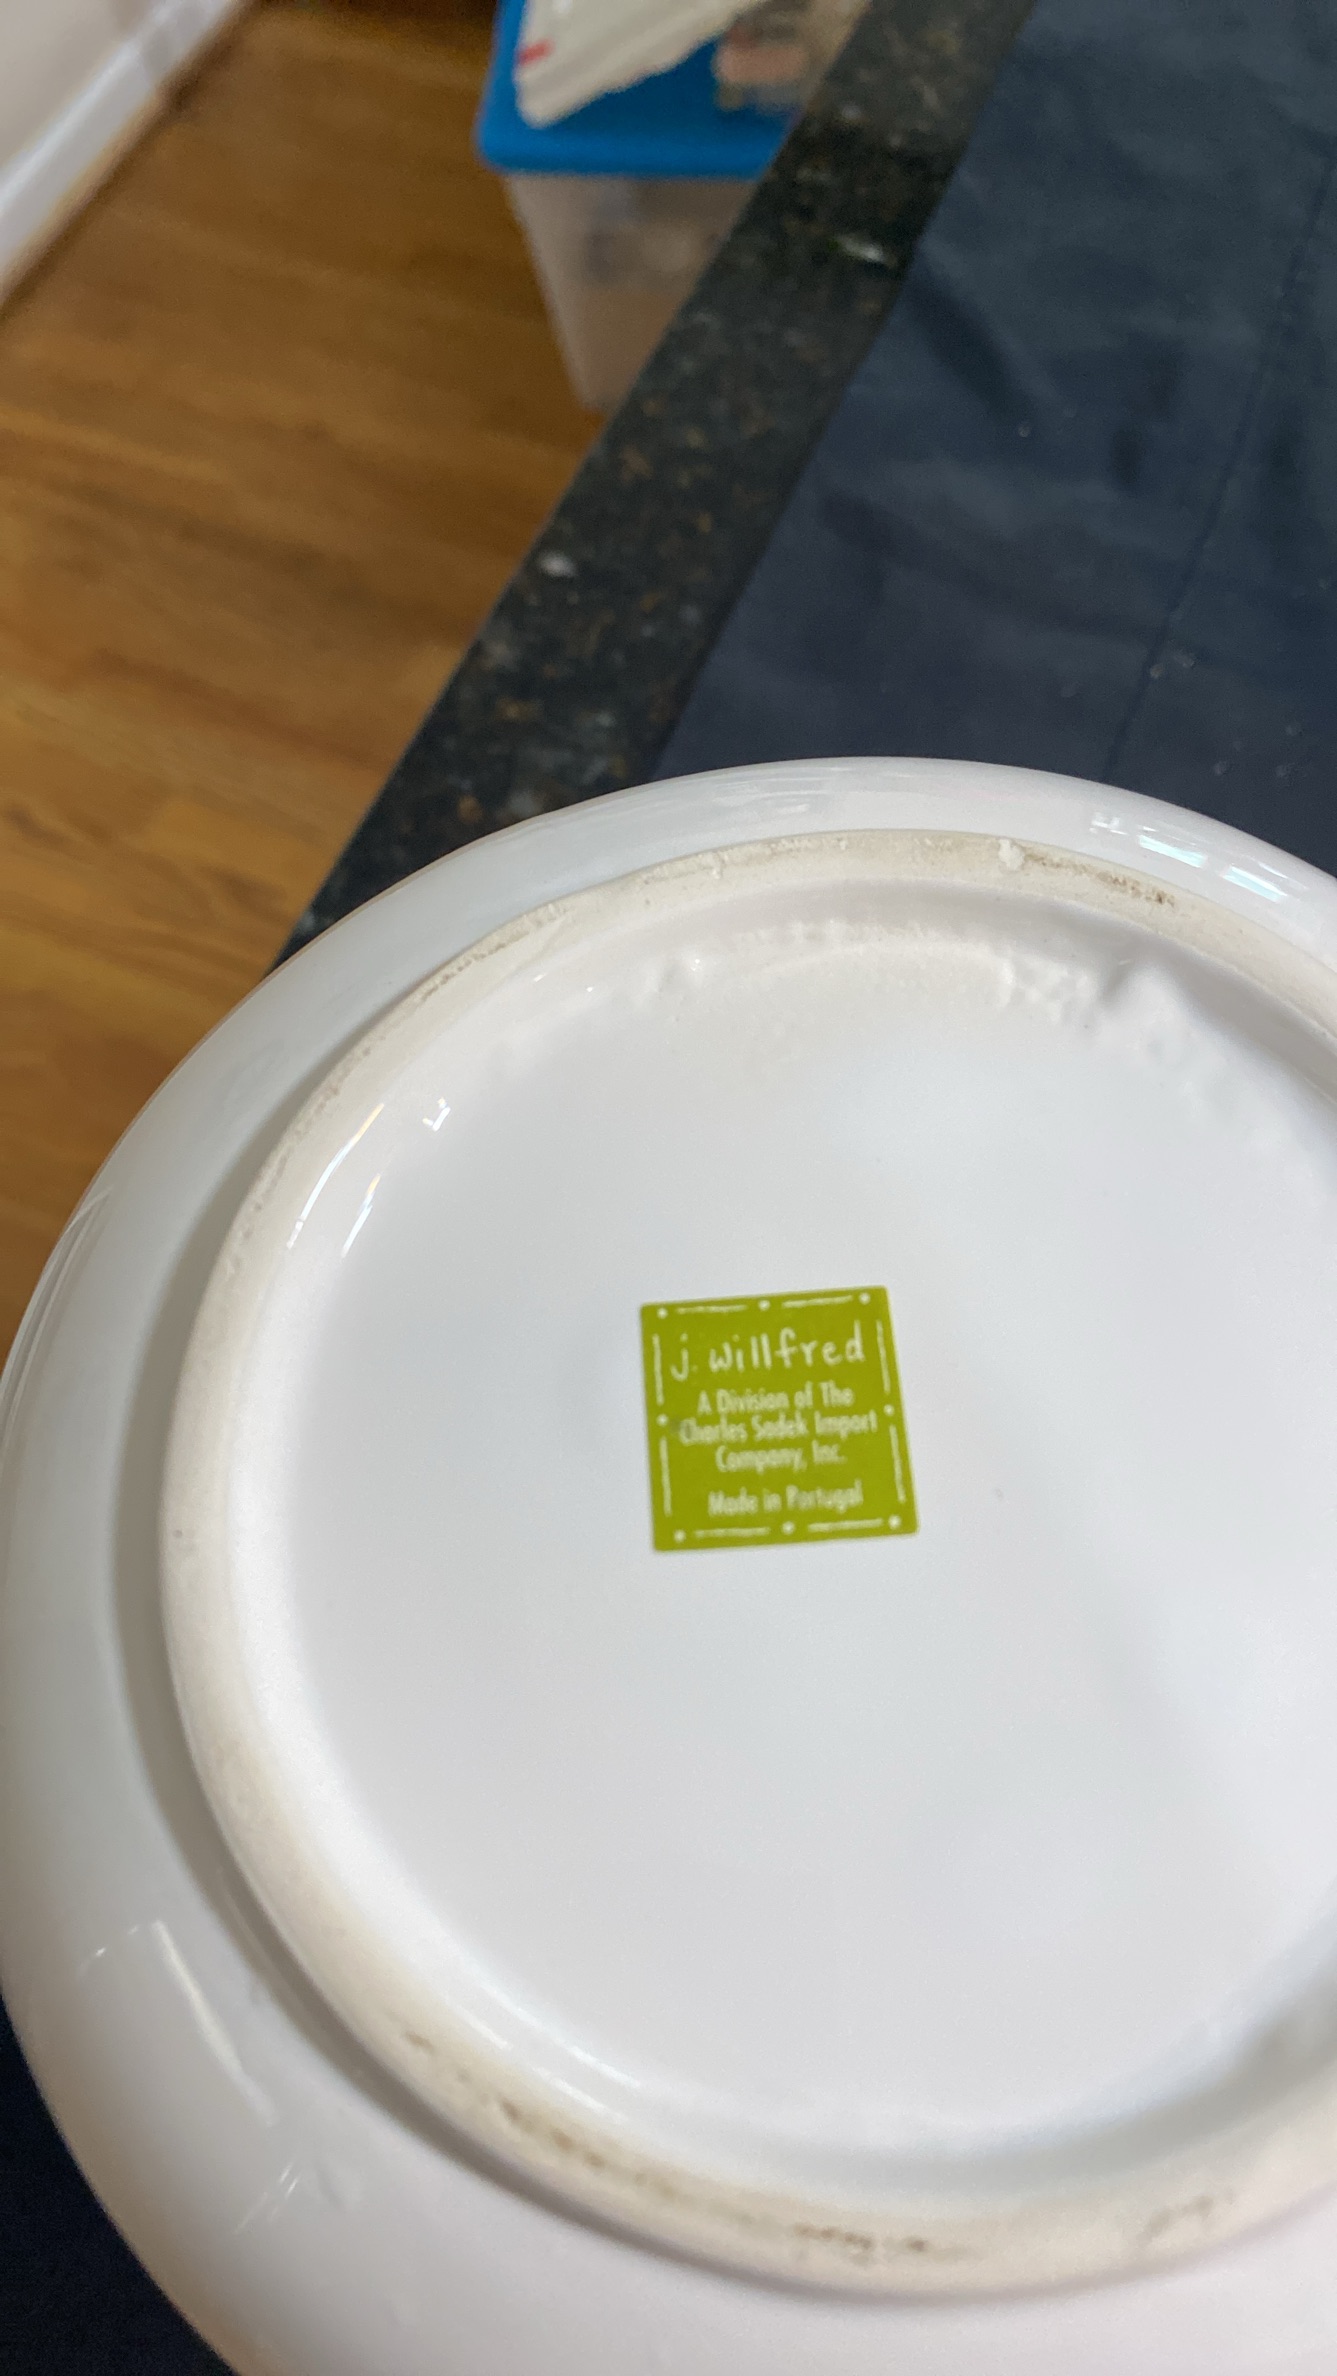 j. willfred
A Division of The
Charles Sadek Import
Company, Inc.
Made in Portugal